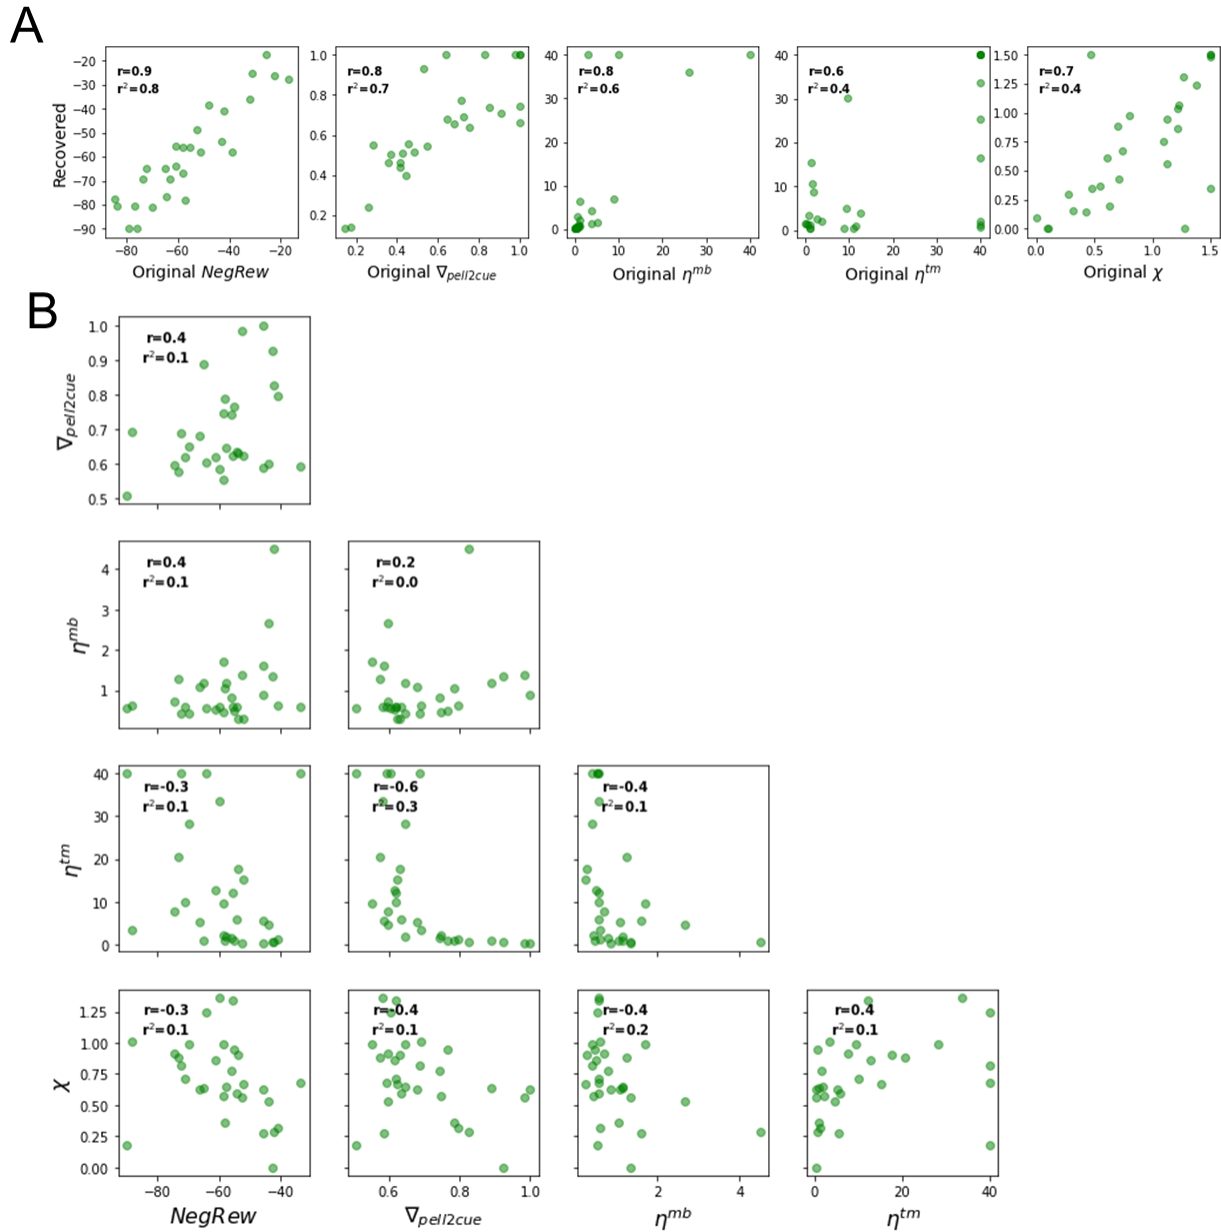 A
r=0.9
r²=0.8
r=0.8
r²=0.7
r=0.8
r²=0.6
r=0.6
r²=0.4
r=0.7
r²=0.4
Recovered
−20
−30
−40
−50
−60
−70
−80
−90
1.0
0.8
0.6
0.4
0.2
40
30
20
10
0
40
30
20
10
0
1.50
1.25
1.00
0.75
0.50
0.25
0.00
−80 −60 −40 −20
0.2 0.4 0.6 0.8 1.0
0 10 20 30 40
0 10 20 30 40
0.0 0.5 1.0 1.5
Original NegRew
Original ∇pell2cue
Original η^mb
Original η^tm
Original χ
B
r=0.4
r²=0.1
∇pell2cue
1.0
0.9
0.8
0.7
0.6
0.5
r=0.4
r²=0.1
r=0.2
r²=0.0
η^mb
4
3
2
1
r=-0.3
r²=0.1
r=-0.6
r²=0.3
r=-0.4
r²=0.1
η^tm
40
30
20
10
0
r=-0.3
r²=0.1
r=-0.4
r²=0.1
r=-0.4
r²=0.2
r=0.4
r²=0.1
χ
1.25
1.00
0.75
0.50
0.25
0.00
−80 −60 −40
0.6 0.8 1.0
2 4
0 20 40
NegRew
∇pell2cue
η^mb
η^tm